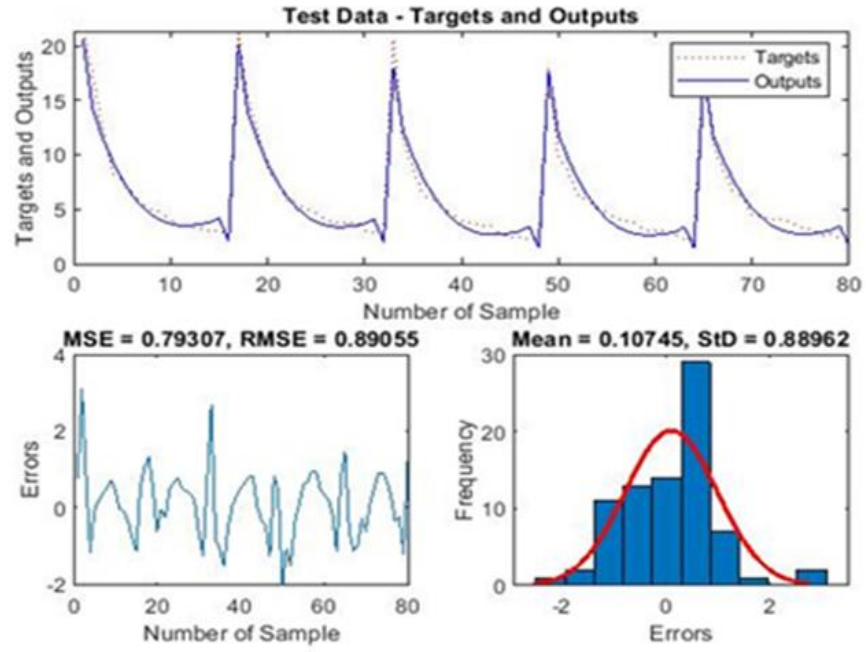 Test Data - Targets and Outputs
Targets and Outputs
20
15
10
5
0
Targets
Outputs
0 10 20 30 40 50 60 70 80
Number of Sample
MSE = 0.79307, RMSE = 0.89055
Errors
4
2
0
-2
0 20 40 60 80
Number of Sample
Mean = 0.10745, StD = 0.88962
Frequency
30
20
10
0
-2 0 2
Errors